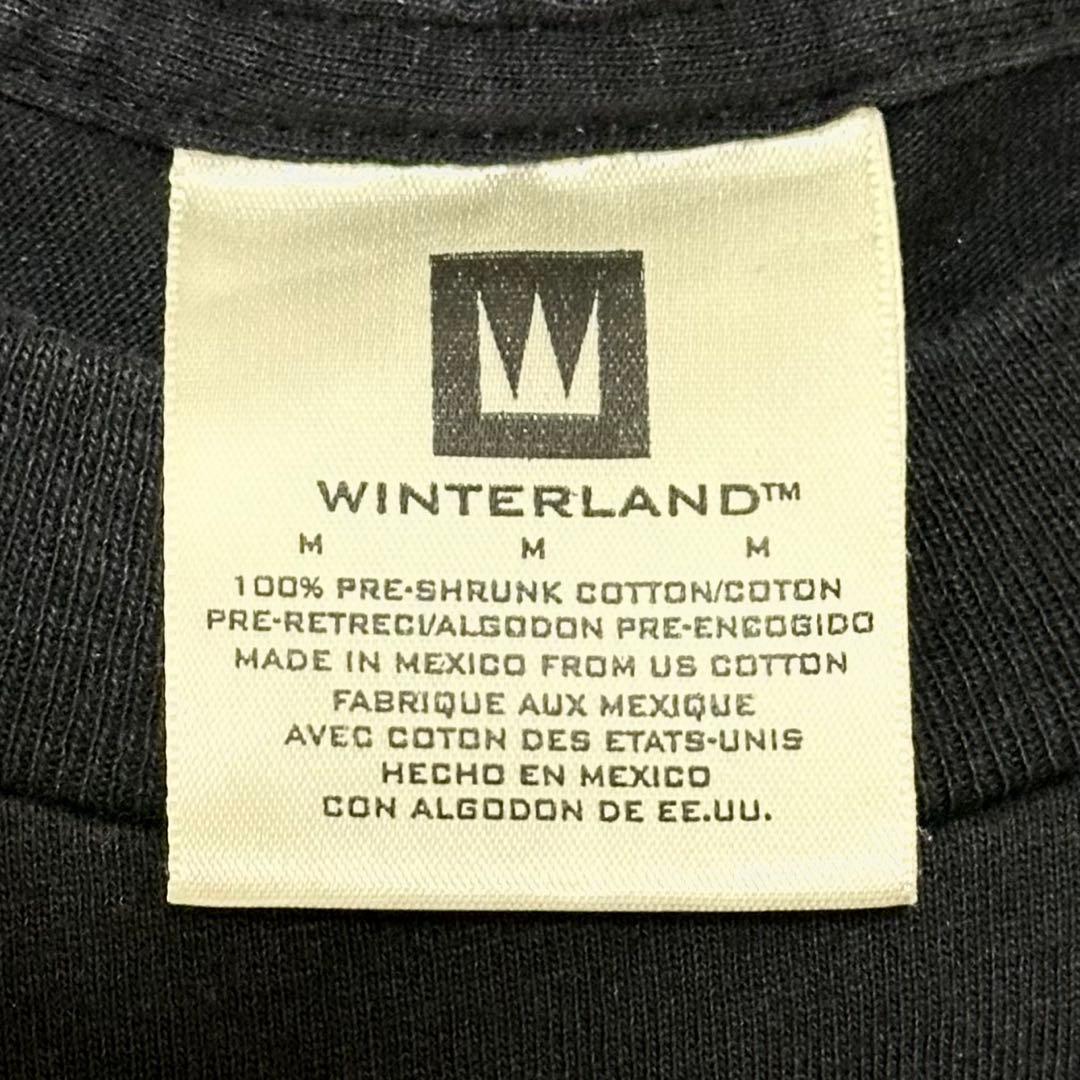 W
WINTERLAND™
M M M
100% PRE-SHRUNK COTTON/COTON
PRE-RETRECI/ALGODON PRE-ENCOGIDO
MADE IN MEXICO FROM US COTTON
FABRIQUE AUX MEXIQUE
AVEC COTON DES ETATS-UNIS
HECHO EN MEXICO
CON ALGODON DE EE.UU.